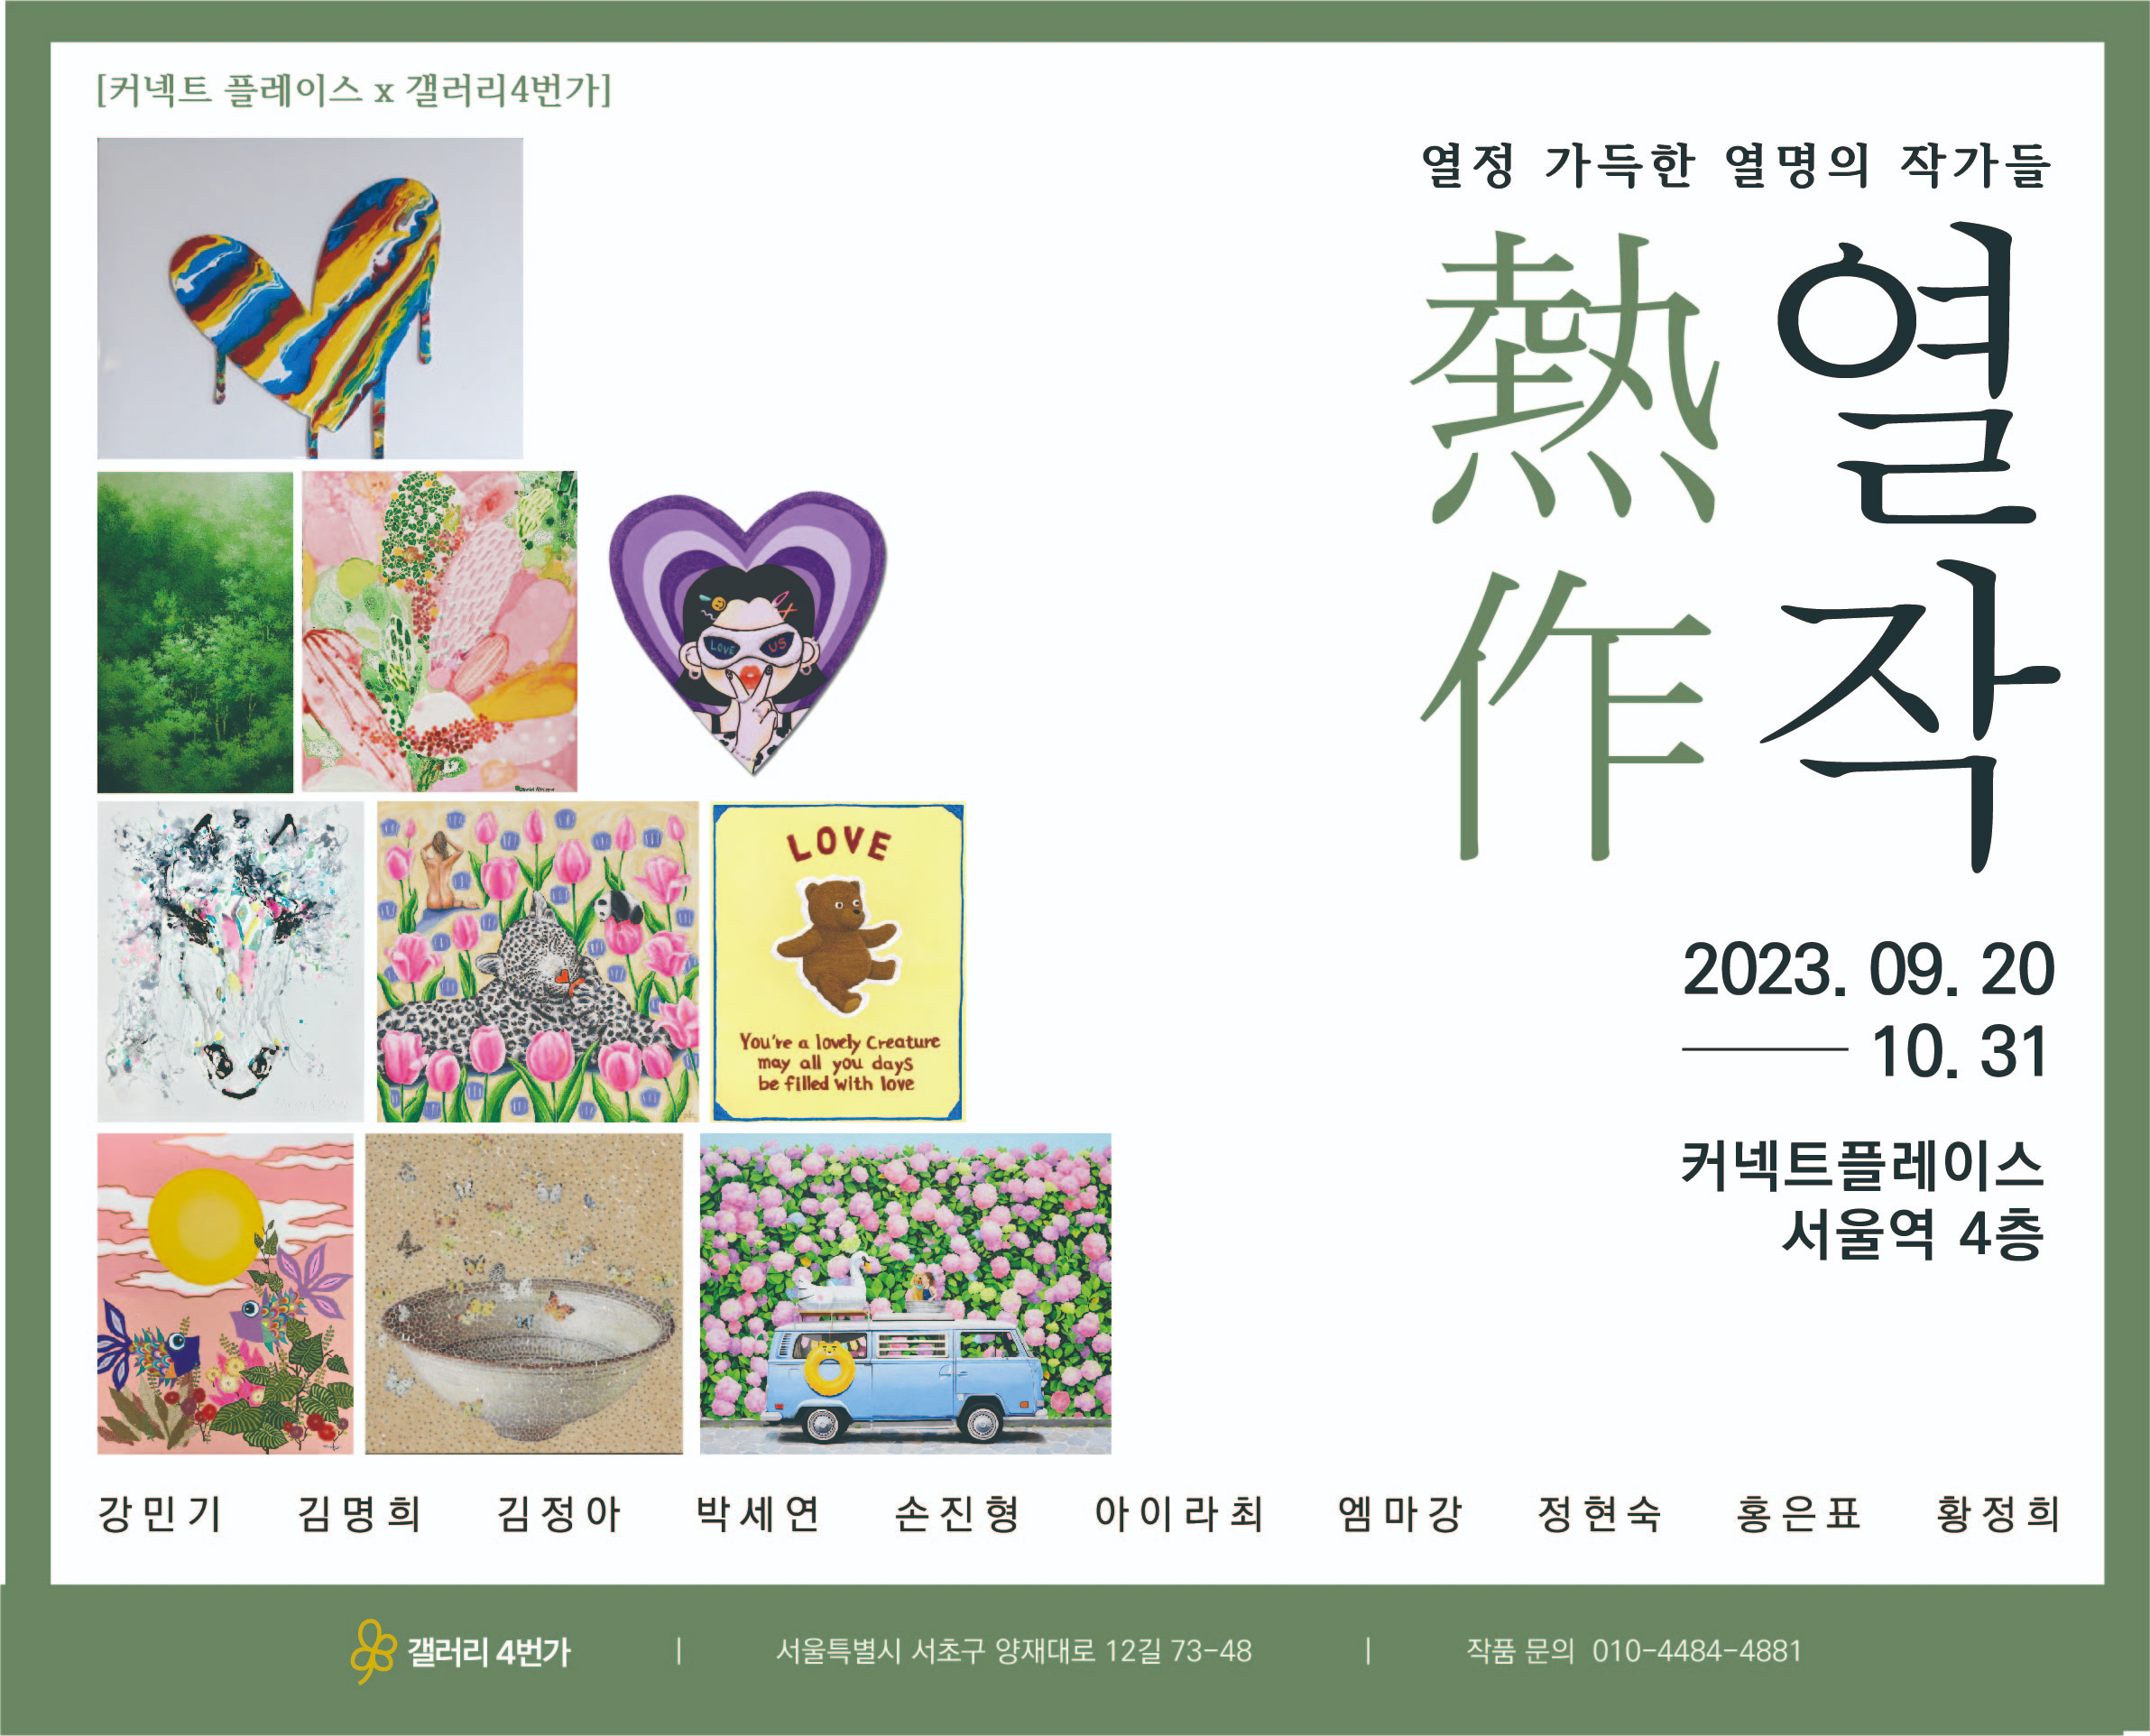 [커넥트 플레이스 x 갤러리4번가]
열정 가득한 열명의 작가들
熱作
열작
2023. 09. 20
10. 31
커넥트플레이스
서울역 4층
LOVE US
LOVE
You're a lovely Creature
may all you days
be filled with love
강민기 김명희 김정아 박세연 손진형 아이라최 엠마강 정현숙 홍은표 황정희
갤러리 4번가 | 서울특별시 서초구 양재대로 12길 73-48 | 작품 문의 010-4484-4881